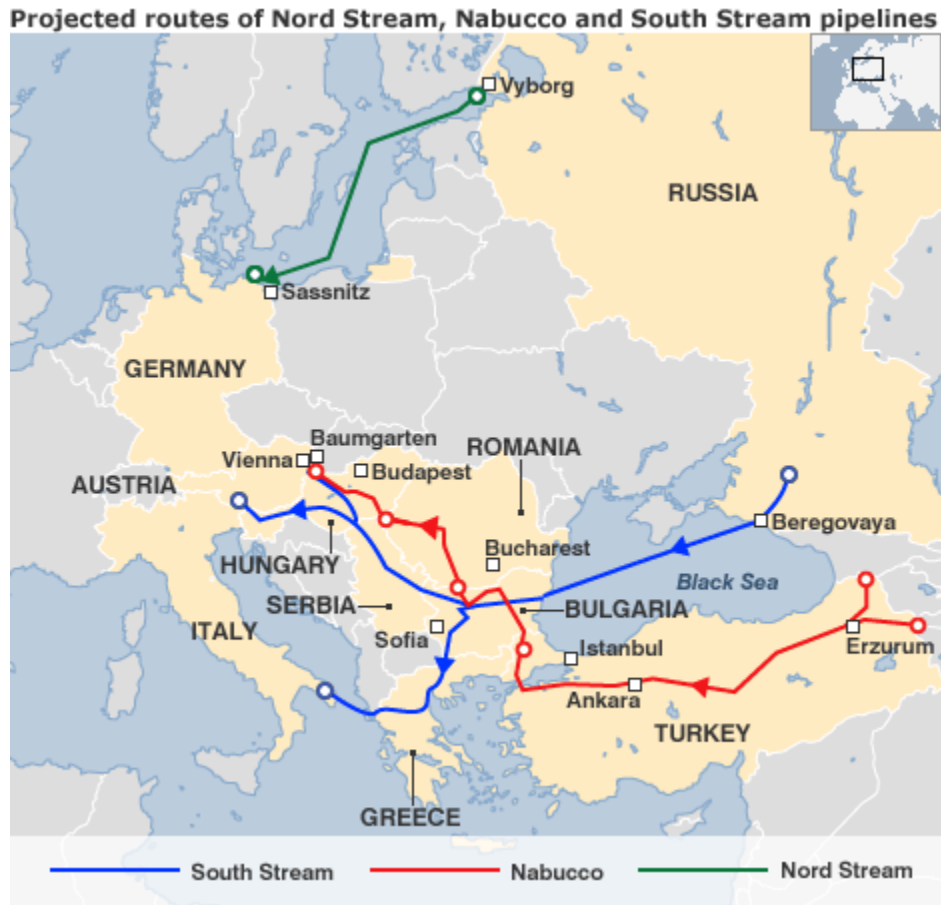 Projected routes of Nord Stream, Nabucco and South Stream pipelines
Vyborg
RUSSIA
Sassnitz
GERMANY
Baumgarten
Vienna
Budapest
ROMANIA
AUSTRIA
Beregovaya
Bucharest
HUNGARY
Black Sea
SERBIA
BULGARIA
ITALY
Sofia
Istanbul
Erzurum
Ankara
TURKEY
GREECE
South Stream
Nabucco
Nord Stream